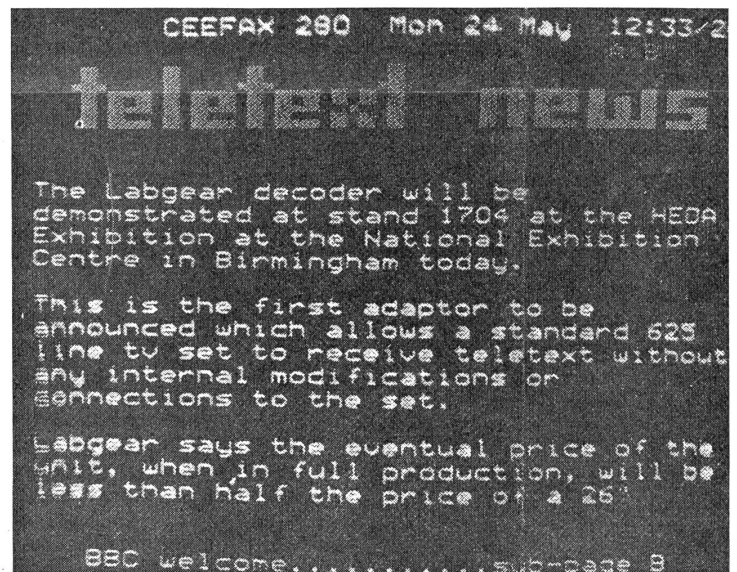 CEEFAX 280 Mon 24 May 12:33/2
teletext news
The Labgear decoder will be
demonstrated at stand 1704 at the HEDA
Exhibition at the National Exhibition
Centre in Birmingham today.
This is the first adaptor to be
announced which allows a standard 625
line tv set to receive teletext without
any internal modifications or
connections to the set.
Labgear says the eventual price of the
unit, when in full production, will be
less than half the price of a 26"
BBC welcome...........sub-page 8